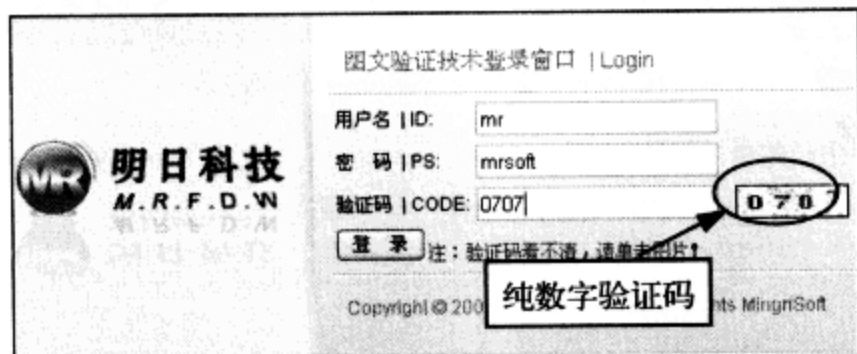 图文验证技术登录窗口 | Login
用户名 | ID: mr
密 码 | PS: mrsoft
明日科技
M.R.F.D.W
MR
验证码 | CODE: 0707 0707
登 录 注：验证码看不清，请单击图片！
纯数字验证码
Copyright © 200 hts MingriSoft